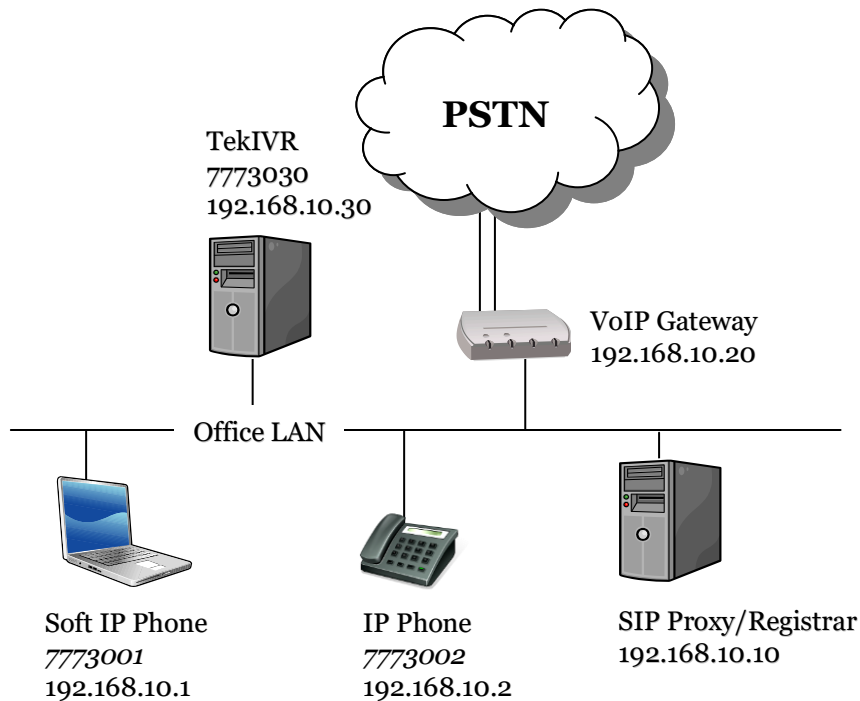 PSTN
TekIVR
7773030
192.168.10.30
VoIP Gateway
192.168.10.20
Office LAN
Soft IP Phone
7773001
192.168.10.1
IP Phone
7773002
192.168.10.2
SIP Proxy/Registrar
192.168.10.10